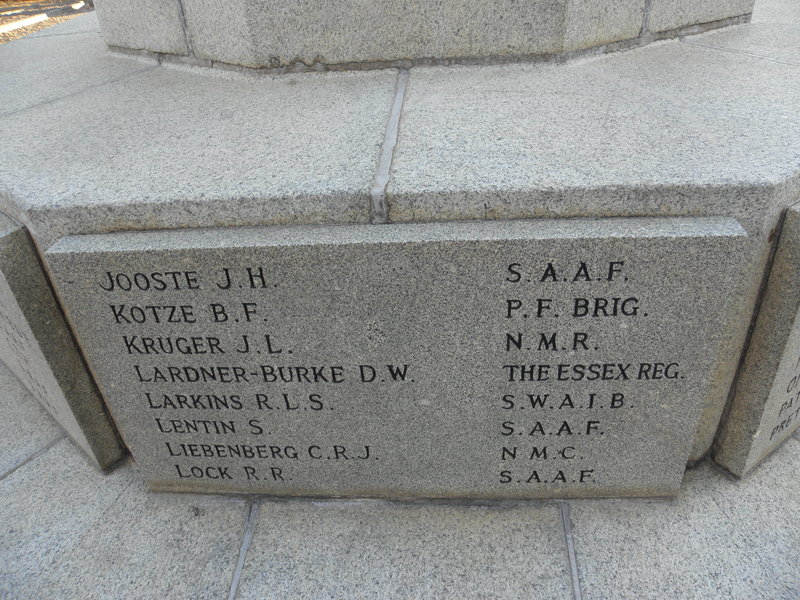 JOOSTE J.H. S.A.A.F.
KOTZE B.F. P.F. BRIG.
KRUGER J.L. N.M.R.
LARDNER-BURKE D.W. THE ESSEX REG.
LARKINS R.L.S. S.W.A.I.B.
LENTIN S. S.A.A.F.
LIEBENBERG C.R.J. N.M.C.
LOCK R.R. S.A.A.F.